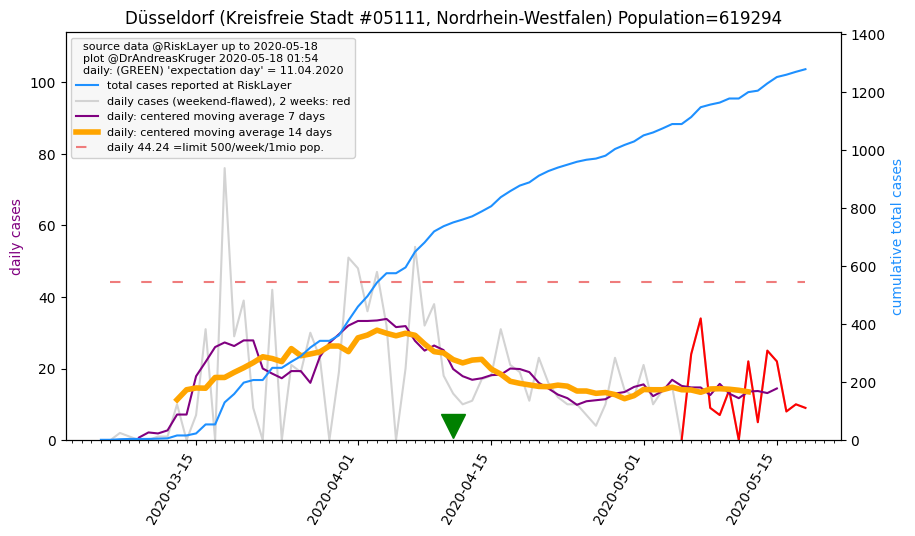 Düsseldorf (Kreisfreie Stadt #05111, Nordrhein-Westfalen) Population=619294
source data @RiskLayer up to 2020-05-18
plot @DrAndreasKruger 2020-05-18 01:54
daily: (GREEN) 'expectation day' = 11.04.2020
total cases reported at RiskLayer
daily cases (weekend-flawed), 2 weeks: red
daily: centered moving average 7 days
daily: centered moving average 14 days
daily 44.24 =limit 500/week/1mio pop.
daily cases
100
80
60
40
20
0
1400
1200
1000
800
600
400
200
0
cumulative total cases
2020-03-15
2020-04-01
2020-04-15
2020-05-01
2020-05-15